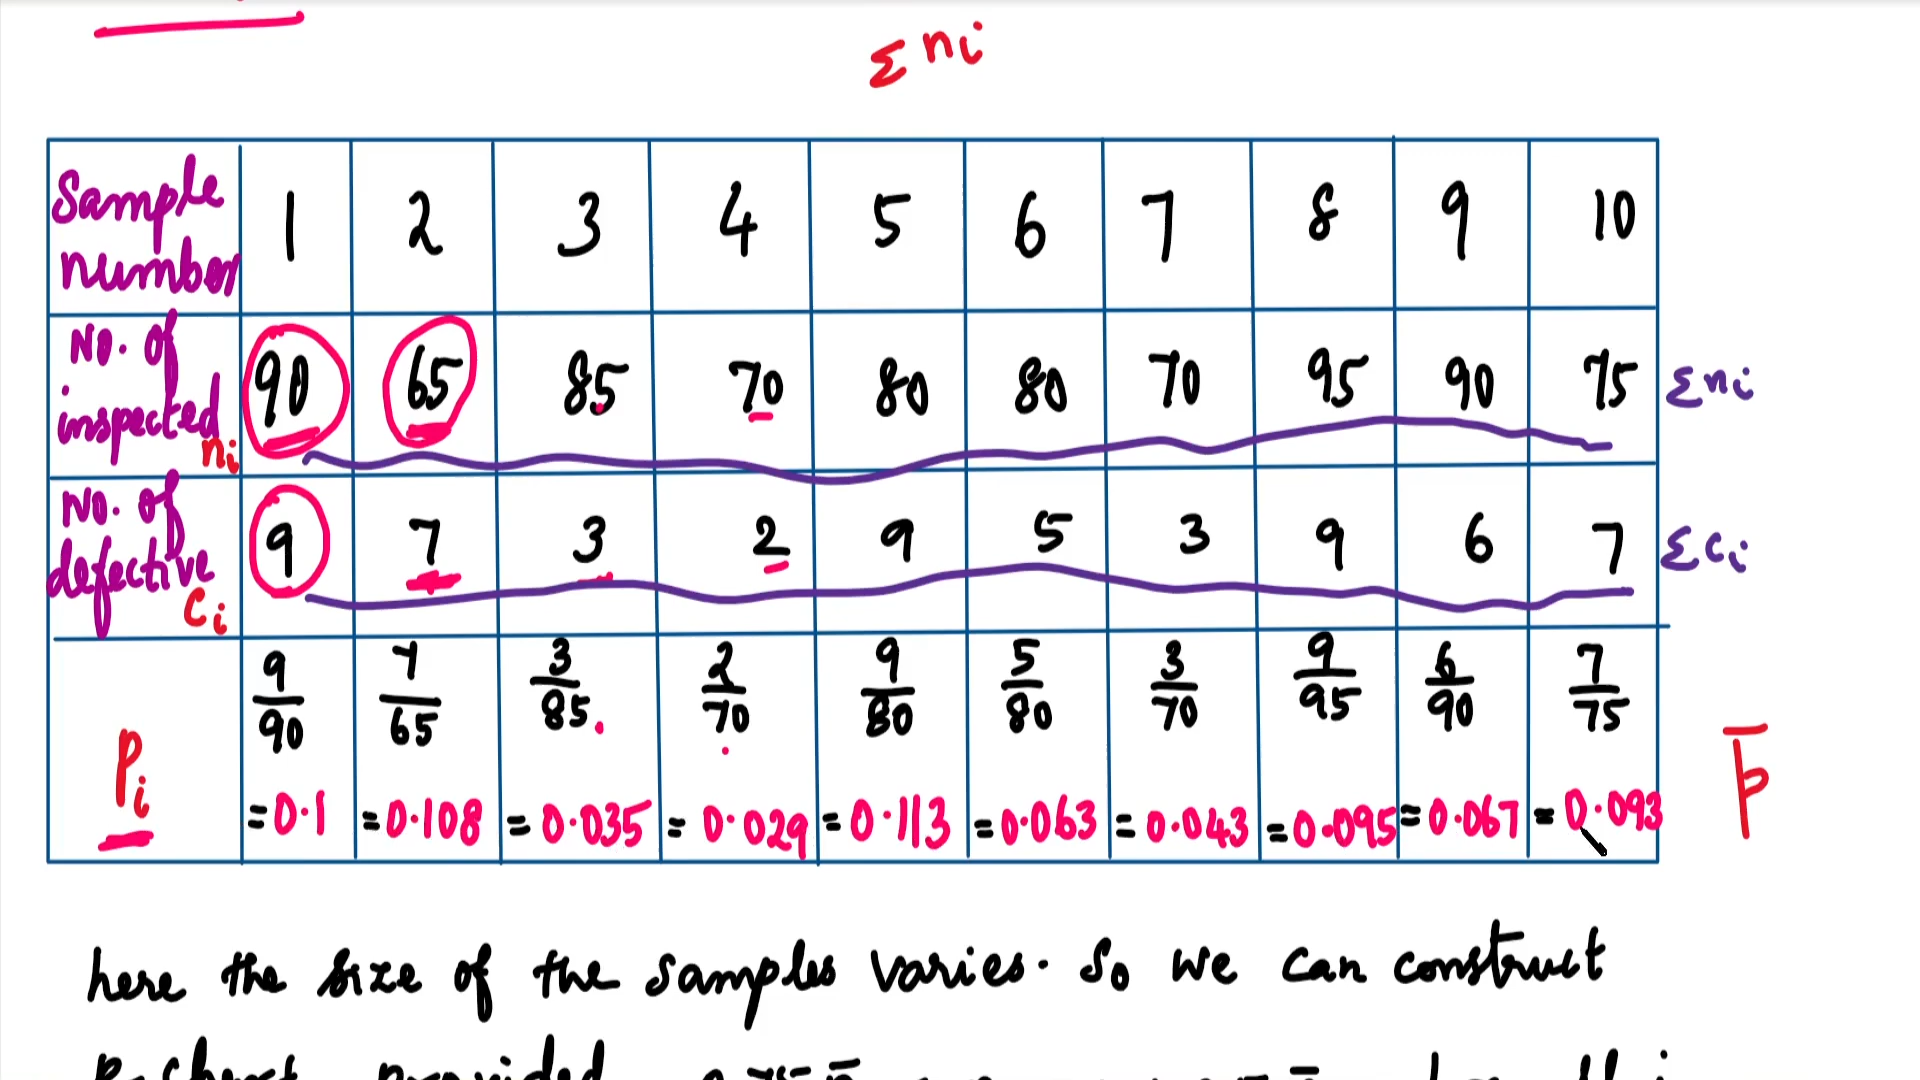 Σni
Sample number 1 2 3 4 5 6 7 8 9 10
No. of inspected ni 90 65 85 70 80 80 70 95 90 75 Σni
No. of defective ci 9 7 3 2 9 5 3 9 6 7 Σci
Pi 9/90 7/65 3/85 2/70 9/80 5/80 3/70 9/95 6/90 7/75 p̄
=0.1 =0.108 =0.035 =0.029 =0.113 =0.063 =0.043 =0.095 =0.067 =0.093
here the size of the samples varies. So we can construct
provided